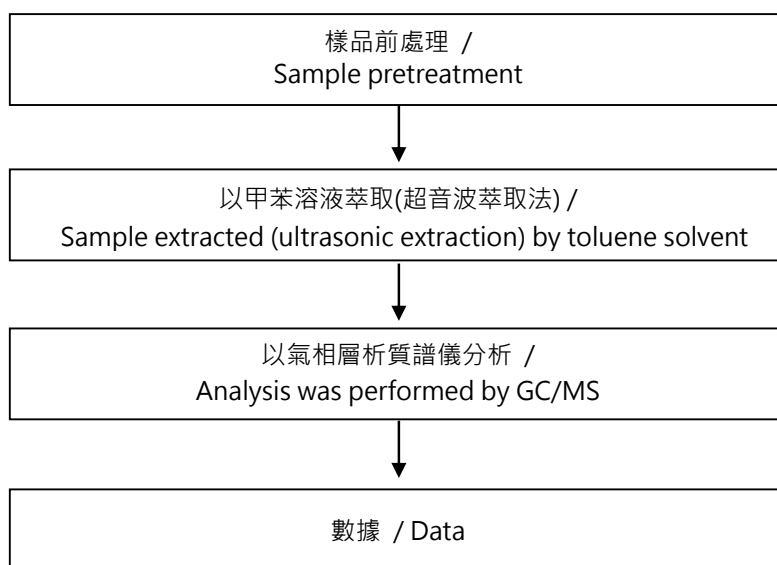 樣品前處理 /
Sample pretreatment
以甲苯溶液萃取(超音波萃取法) /
Sample extracted (ultrasonic extraction) by toluene solvent
以氣相層析質譜儀分析 /
Analysis was performed by GC/MS
數據 / Data